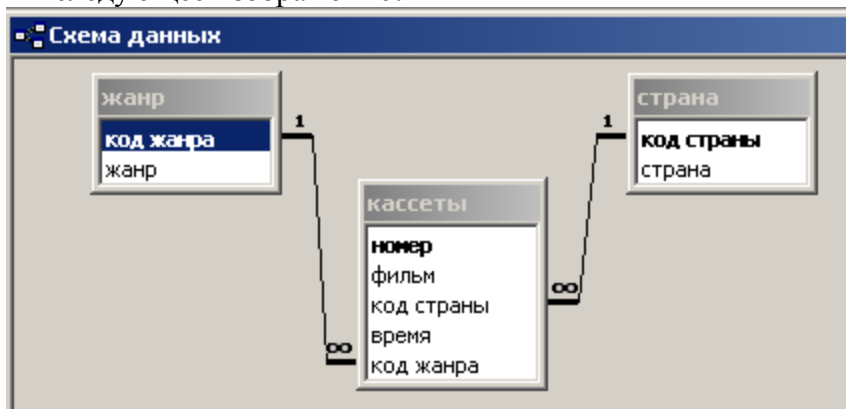 Схема данных
жанр
код жанра
жанр
1
∞
кассеты
номер
фильм
код страны
время
код жанра
1
∞
страна
код страны
страна